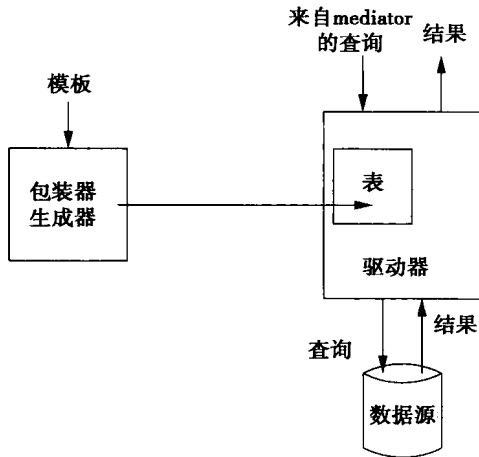 来自mediator
的查询
结果
模板
包装器
生成器
表
驱动器
查询
结果
数据源